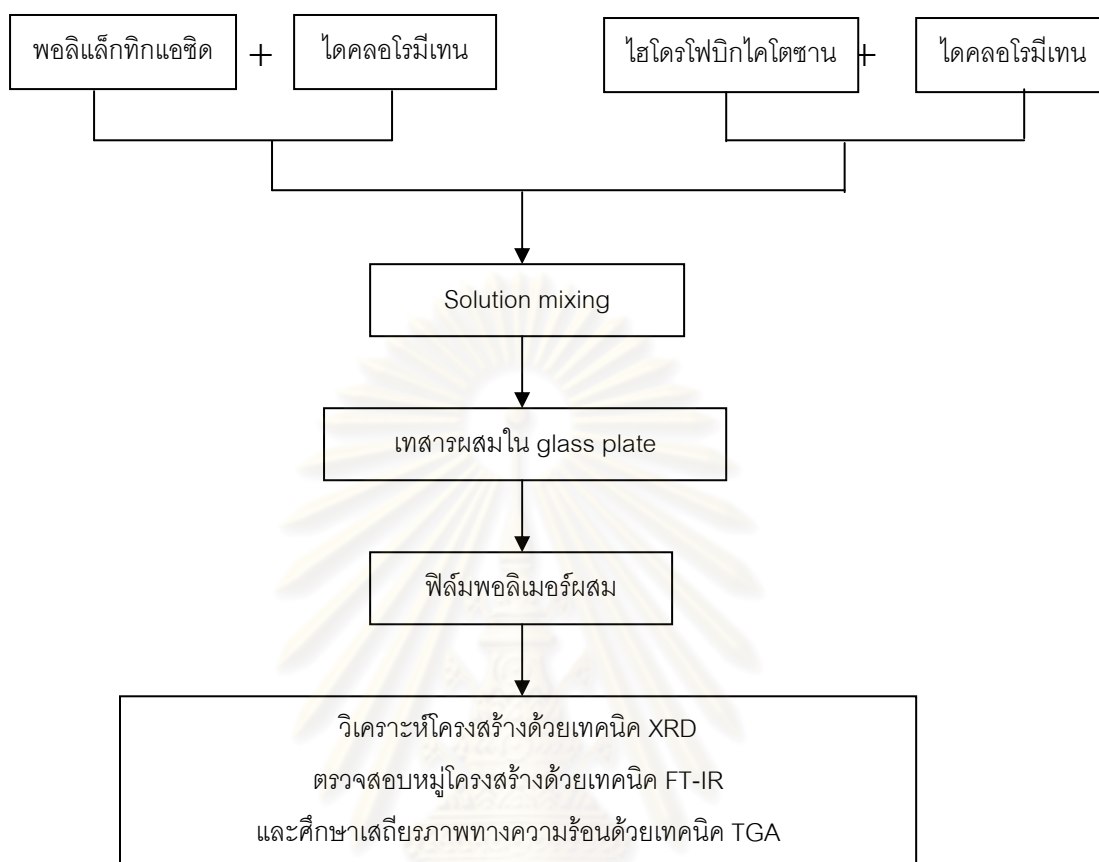 พอลิแล็กทิกแอซิด + ไดคลอโรมีเทน ไฮโดรโฟบิกไคโตซาน + ไดคลอโรมีเทน
Solution mixing
เทสารผสมใน glass plate
ฟิล์มพอลิเมอร์ผสม
วิเคราะห์โครงสร้างด้วยเทคนิค XRD
ตรวจสอบหมู่โครงสร้างด้วยเทคนิค FT-IR
และศึกษาเสถียรภาพทางความร้อนด้วยเทคนิค TGA